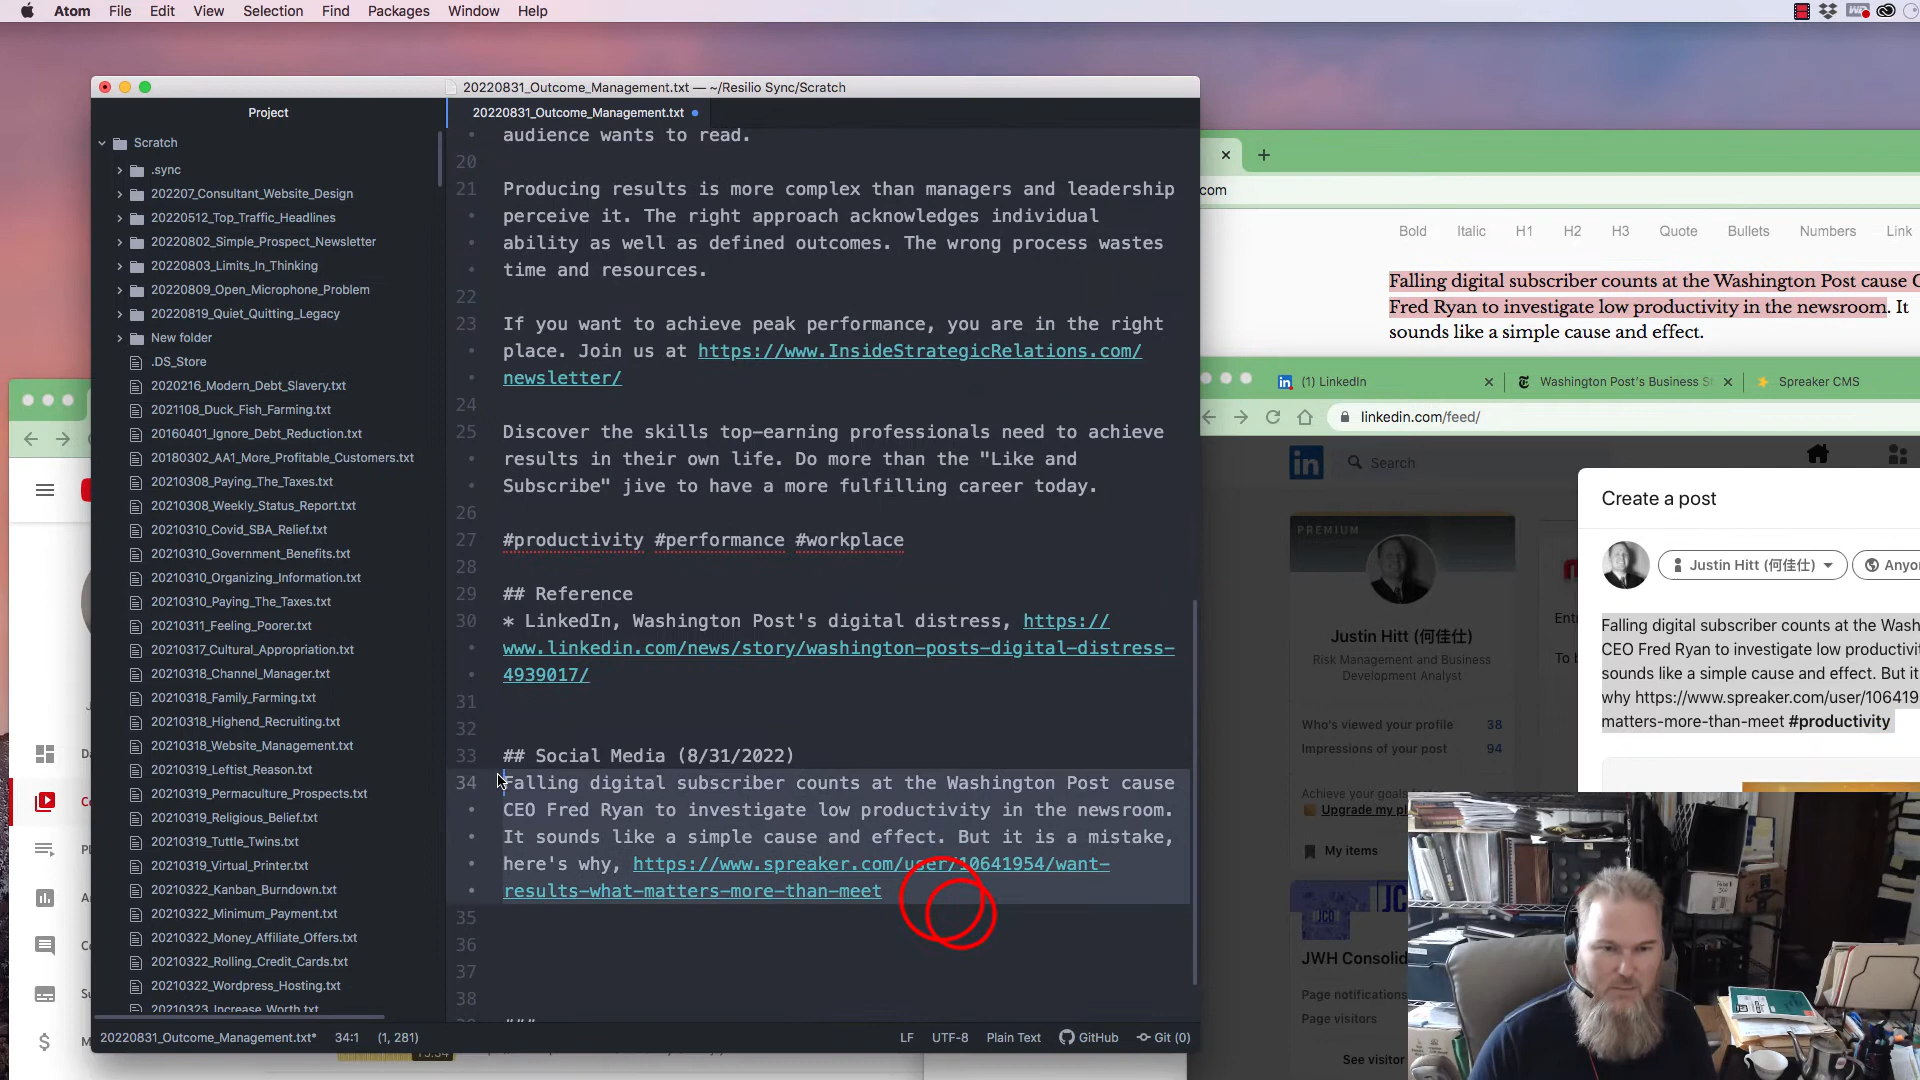 Atom File Edit View Selection Find Packages Window Help
20220831_Outcome_Management.txt — ~/Resilio Sync/Scratch
Project
20220831_Outcome_Management.txt
Scratch
.sync
202207_Consultant_Website_Design
20220512_Top_Traffic_Headlines
20220802_Simple_Prospect_Newsletter
20220803_Limits_In_Thinking
20220809_Open_Microphone_Problem
20220819_Quiet_Quitting_Legacy
New folder
.DS_Store
2020216_Modern_Debt_Slavery.txt
2021108_Duck_Fish_Farming.txt
20160401_Ignore_Debt_Reduction.txt
20180302_AA1_More_Profitable_Customers.txt
20210308_Paying_The_Taxes.txt
20210308_Weekly_Status_Report.txt
20210310_Covid_SBA_Relief.txt
20210310_Government_Benefits.txt
20210310_Organizing_Information.txt
20210310_Paying_The_Taxes.txt
20210311_Feeling_Poorer.txt
20210317_Cultural_Appropriation.txt
20210318_Channel_Manager.txt
20210318_Family_Farming.txt
20210318_Highend_Recruiting.txt
20210318_Website_Management.txt
20210319_Leftist_Reason.txt
20210319_Permaculture_Prospects.txt
20210319_Religious_Belief.txt
20210319_Tuttle_Twins.txt
20210319_Virtual_Printer.txt
20210322_Kanban_Burndown.txt
20210322_Minimum_Payment.txt
20210322_Money_Affiliate_Offers.txt
20210322_Rolling_Credit_Cards.txt
20210322_Wordpress_Hosting.txt
20210323_Increase_Worth.txt
audience wants to read.
20
21 Producing results is more complex than managers and leadership
perceive it. The right approach acknowledges individual
ability as well as defined outcomes. The wrong process wastes
time and resources.
22
23 If you want to achieve peak performance, you are in the right
place. Join us at https://www.InsideStrategicRelations.com/
newsletter/
24
25 Discover the skills top-earning professionals need to achieve
results in their own life. Do more than the "Like and
Subscribe" jive to have a more fulfilling career today.
26
27 #productivity #performance #workplace
28
29 ## Reference
30 * LinkedIn, Washington Post's digital distress, https://
www.linkedin.com/news/story/washington-posts-digital-distress-
4939017/
31
32
33 ## Social Media (8/31/2022)
34 Falling digital subscriber counts at the Washington Post cause
CEO Fred Ryan to investigate low productivity in the newsroom.
It sounds like a simple cause and effect. But it is a mistake,
here's why, https://www.spreaker.com/user/10641954/want-
results-what-matters-more-than-meet
35
36
37
38
###
20220831_Outcome_Management.txt* 34:1 (1, 281) LF UTF-8 Plain Text GitHub Git (0)
com
Bold Italic H1 H2 H3 Quote Bullets Numbers Link
Falling digital subscriber counts at the Washington Post cause
Fred Ryan to investigate low productivity in the newsroom. It
sounds like a simple cause and effect.
(1) LinkedIn Washington Post's Business Spreaker CMS
linkedin.com/feed/
in Search
PREMIUM
Justin Hitt (何佳仕)
Risk Management and Business
Development Analyst
Who's viewed your profile 38
Impressions of your post 94
Achieve your goals
Upgrade my
My items
JCO
JWH Consolid
Page notifications
Page visitors
See visitor
Create a post
Justin Hitt (何佳仕) Anyo
Falling digital subscriber counts at the Wash
CEO Fred Ryan to investigate low productivi
sounds like a simple cause and effect. But it
why https://www.spreaker.com/user/106419
matters-more-than-meet #productivity